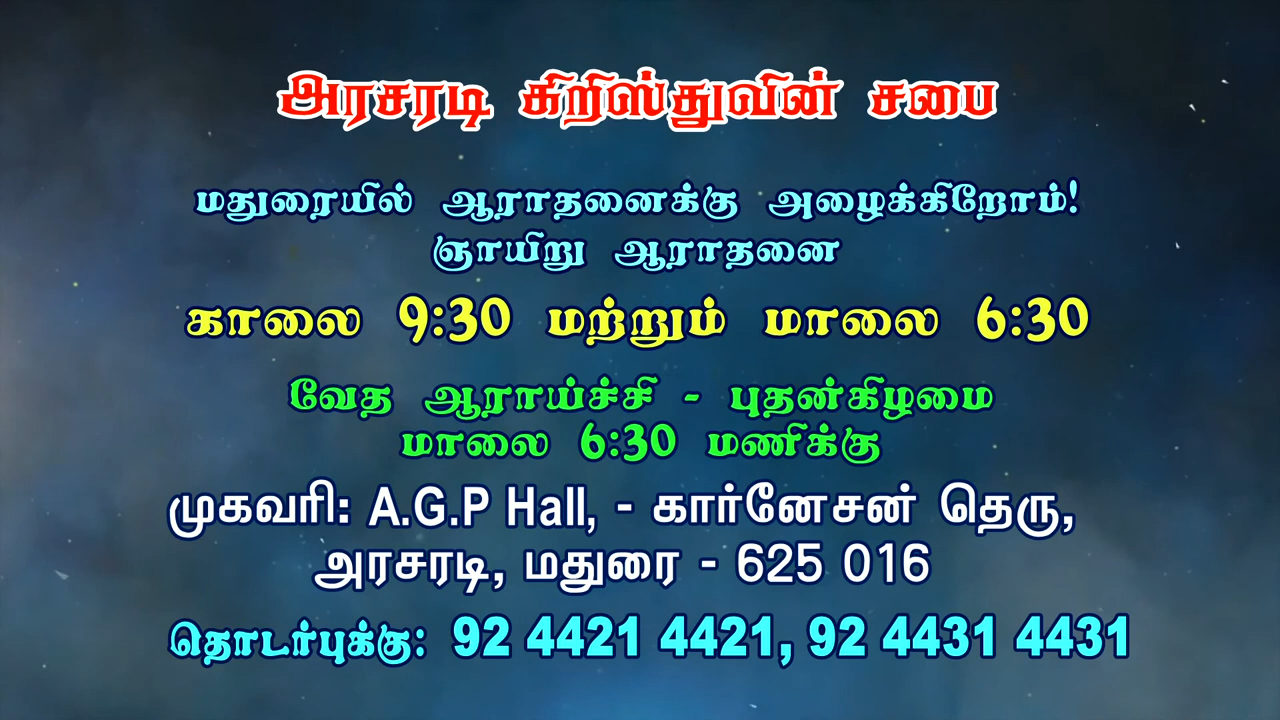 அரசரடி கிறிஸ்துவின் சபை
மதுரையில் ஆராதனைக்கு அழைக்கிறோம்!
ஞாயிறு ஆராதனை
காலை 9:30 மற்றும் மாலை 6:30
வேத ஆராய்ச்சி - புதன்கிழமை
மாலை 6:30 மணிக்கு
முகவரி: A.G.P Hall, - கார்னேசன் தெரு,
அரசரடி, மதுரை - 625 016
தொடர்புக்கு: 92 4421 4421, 92 4431 4431